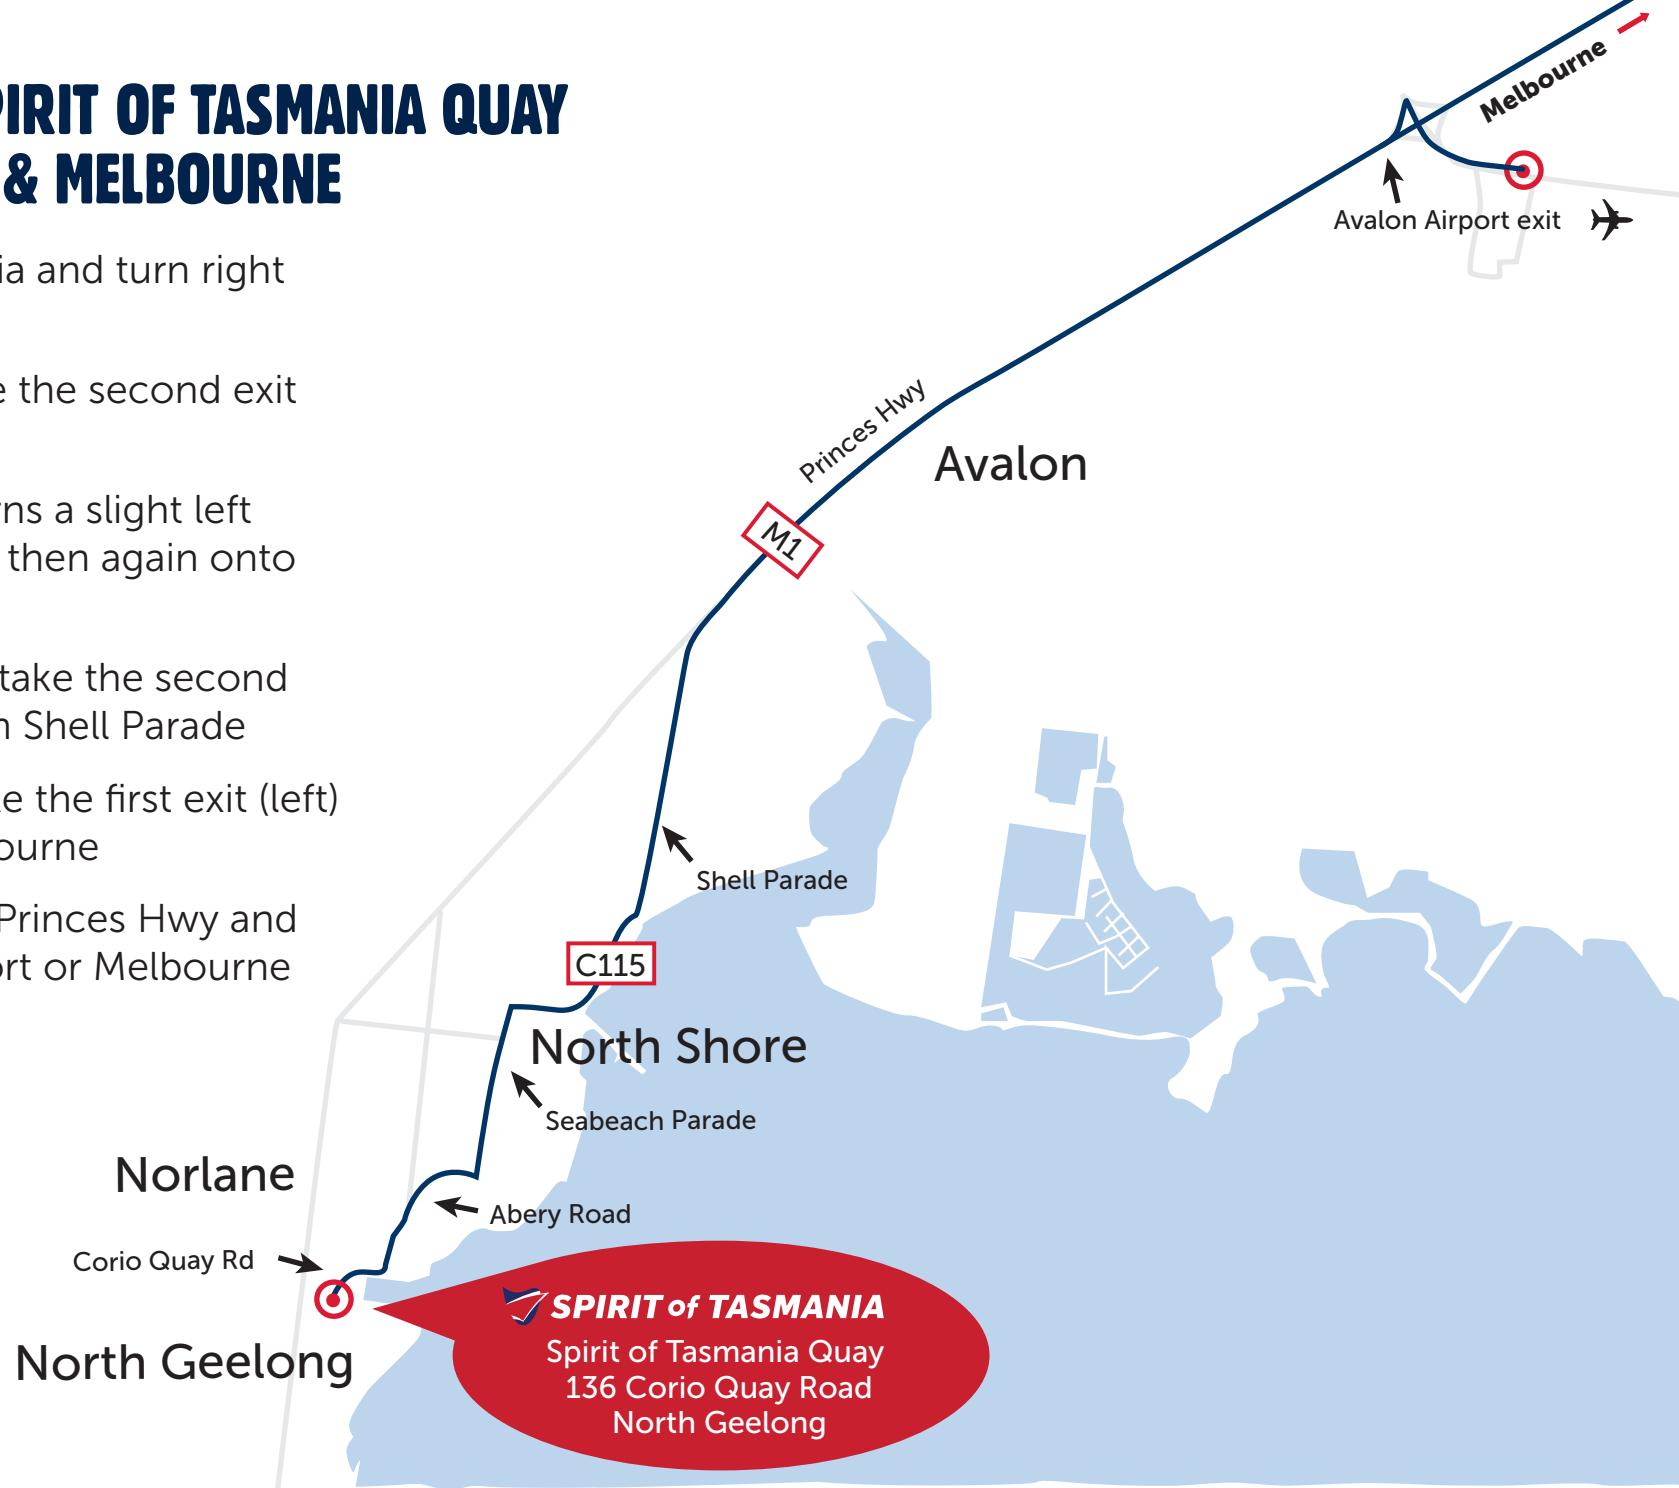 PIRIT OF TASMANIA QUAY
& MELBOURNE
ia and turn right
e the second exit
rns a slight left
then again onto
take the second
n Shell Parade
ke the first exit (left)
ourne
Princes Hwy and
ort or Melbourne
Melbourne
Avalon Airport exit
Princes Hwy
Avalon
M1
Shell Parade
C115
North Shore
Seabeach Parade
Norlane
Abery Road
Corio Quay Rd
North Geelong
SPIRIT of TASMANIA
Spirit of Tasmania Quay
136 Corio Quay Road
North Geelong